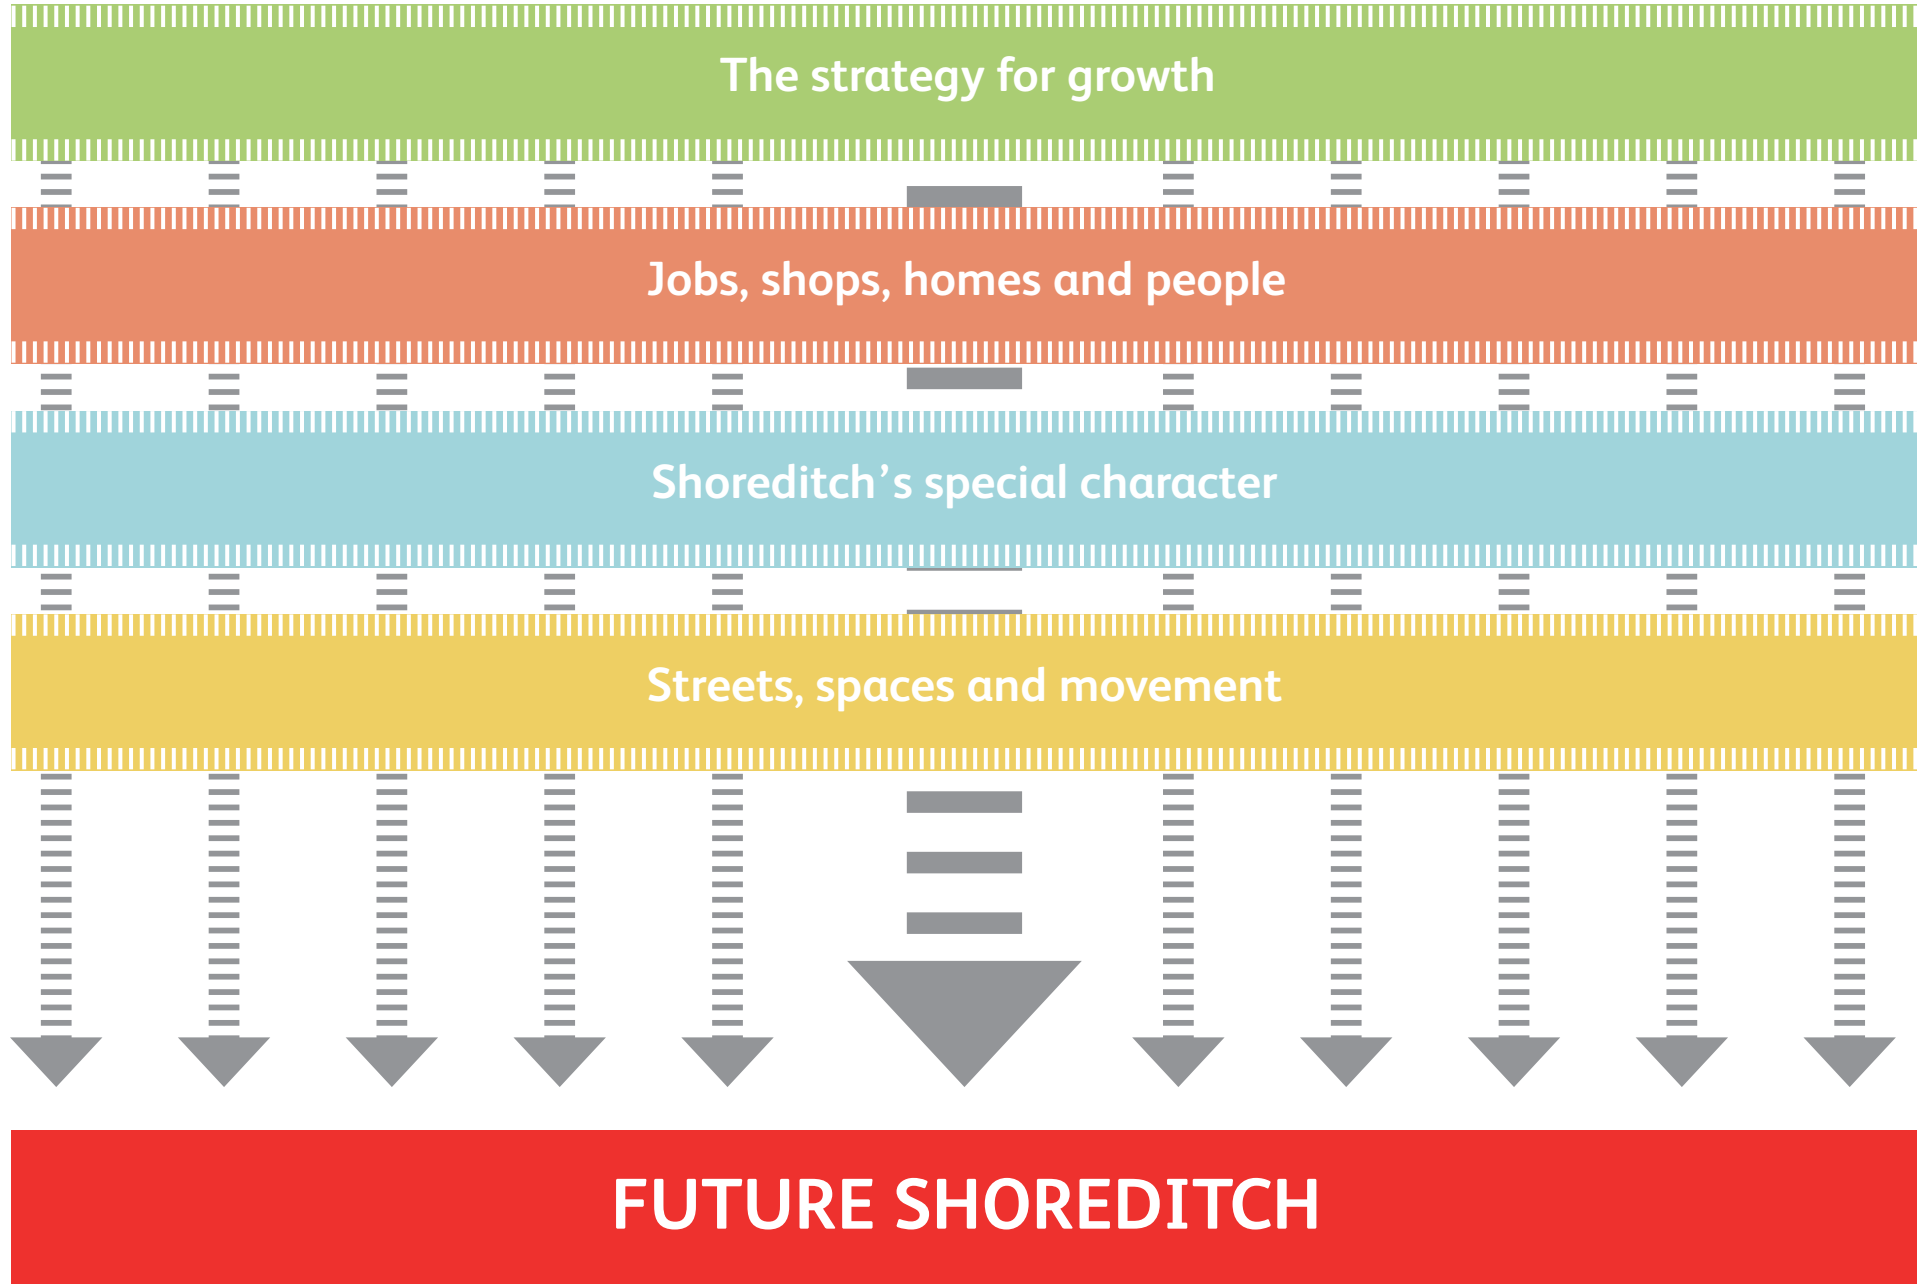 The strategy for growth
Jobs, shops, homes and people
Shoreditch’s special character
Streets, spaces and movement
FUTURE SHOREDITCH